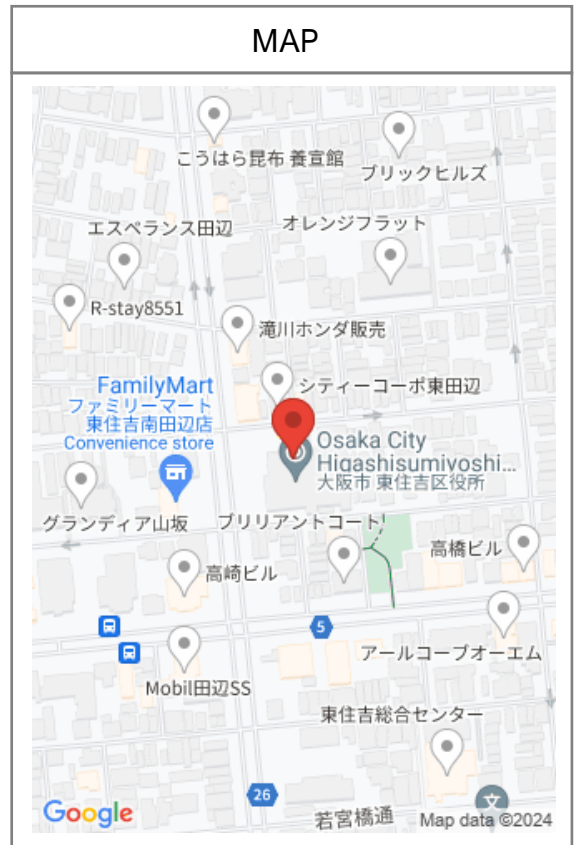 MAP
こうはら昆布 養宣館
ブリックヒルズ
エスペランス田辺
オレンジフラット
R-stay8551
滝川ホンダ販売
シティーコーポ東田辺
FamilyMart
ファミリーマート
東住吉南田辺店
Convenience store
Osaka City
Higashisumiyoshi...
大阪市 東住吉区役所
グランディア山坂
ブリリアントコート!
高橋ビル
高崎ビル
5
アールコーブオーエム
Mobil田辺SS
東住吉総合センター
26
文
Google
若宮橋通
Map data ©2024